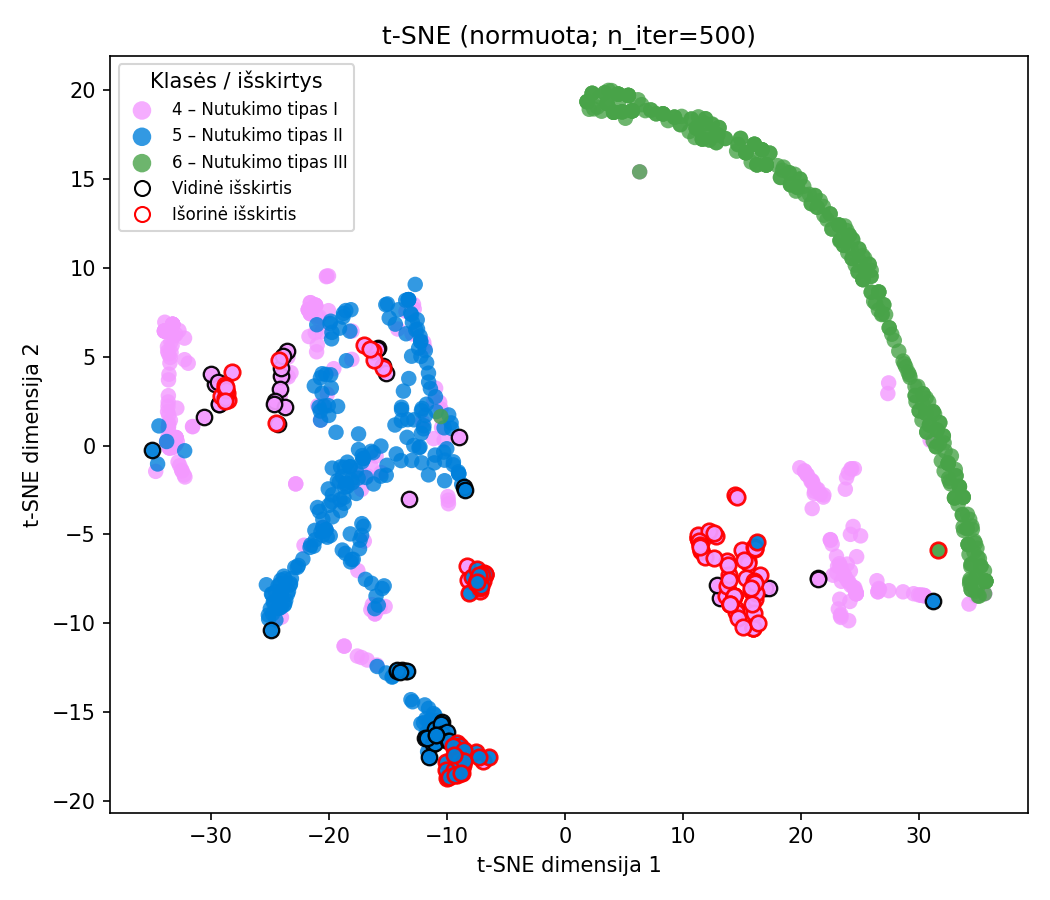 t-SNE (normuota; n_iter=500)
Klasės / išskirtys
4 – Nutukimo tipas I
5 – Nutukimo tipas II
6 – Nutukimo tipas III
Vidinė išskirtis
Išorinė išskirtis
20
15
10
5
0
−5
−10
−15
−20
t-SNE dimensija 2
−30 −20 −10 0 10 20 30
t-SNE dimensija 1